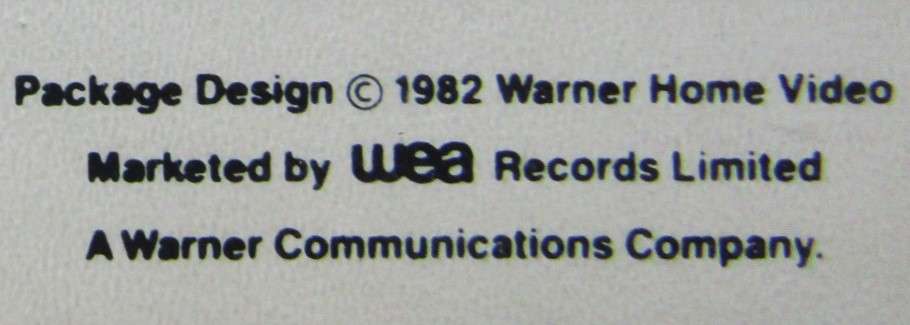 Package Design © 1982 Warner Home Video
Marketed by wea Records Limited
A Warner Communications Company.